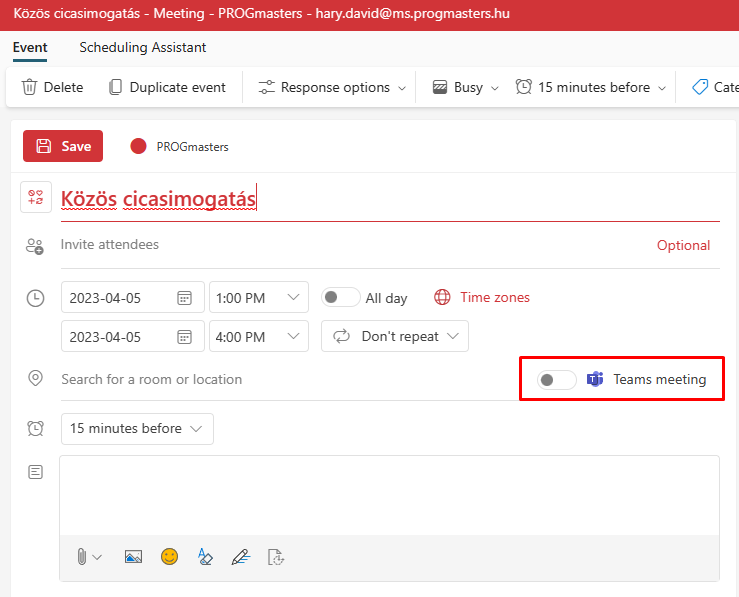 Közös cicasimogatás - Meeting - PROGmasters - hary.david@ms.progmasters.hu
Event Scheduling Assistant
Delete Duplicate event Response options Busy 15 minutes before Cate
Save PROGmasters
Közös cicasimogatás
Invite attendees Optional
2023-04-05 1:00 PM All day Time zones
2023-04-05 4:00 PM Don't repeat
Search for a room or location Teams meeting
15 minutes before